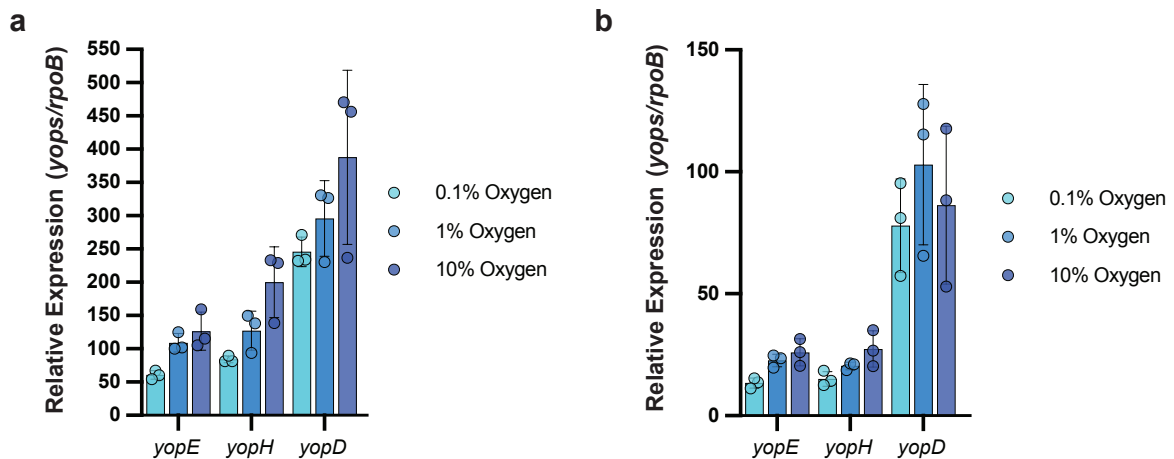 a
Relative Expression (yops/rpoB)
550
500
450
400
350
300
250
200
150
100
50
0
yopE
yopH
yopD
0.1% Oxygen
1% Oxygen
10% Oxygen
b
Relative Expression (yops/rpoB)
150
100
50
0
yopE
yopH
yopD
0.1% Oxygen
1% Oxygen
10% Oxygen